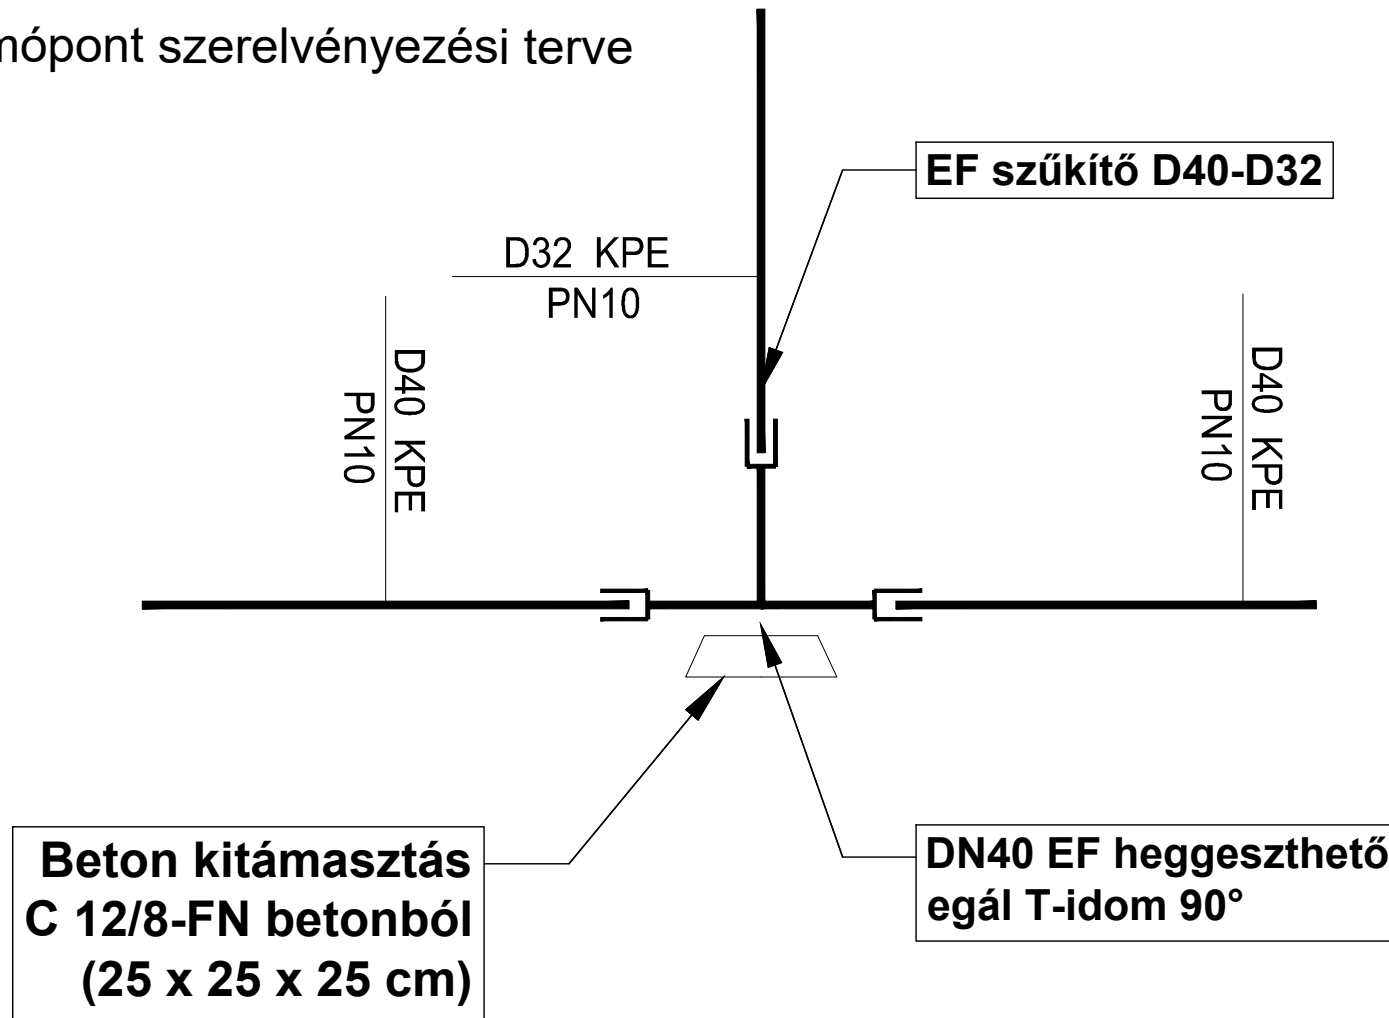 mópont szerelvényezési terve
EF szűkítő D40-D32
D32 KPE
PN10
D40 KPE
PN10
D40 KPE
PN10
Beton kitámasztás
C 12/8-FN betonból
(25 x 25 x 25 cm)
DN40 EF heggeszthető
egál T-idom 90°